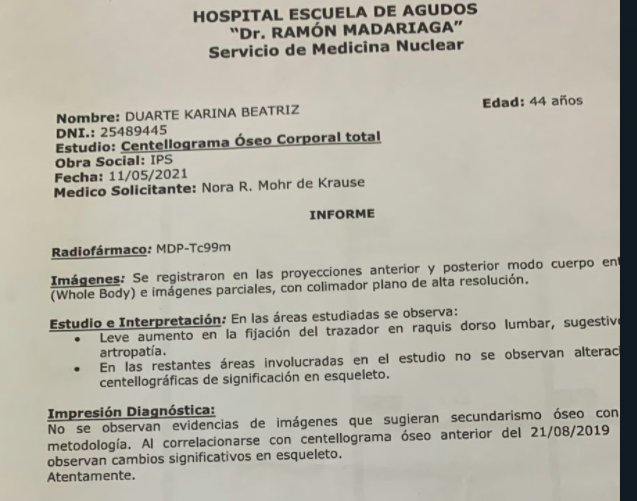 HOSPITAL ESCUELA DE AGUDOS
"Dr. RAMÓN MADARIAGA"
Servicio de Medicina Nuclear
Nombre: DUARTE KARINA BEATRIZ Edad: 44 años
DNI.: 25489445
Estudio: Centellograma Óseo Corporal total
Obra Social: IPS
Fecha: 11/05/2021
Medico Solicitante: Nora R. Mohr de Krause
INFORME
Radiofármaco: MDP-Tc99m
Imágenes: Se registraron en las proyecciones anterior y posterior modo cuerpo ent
(Whole Body) e imágenes parciales, con colimador plano de alta resolución.
Estudio e Interpretación: En las áreas estudiadas se observa:
• Leve aumento en la fijación del trazador en raquis dorso lumbar, sugestiv
artropatía.
• En las restantes áreas involucradas en el estudio no se observan alterac
centellográficas de significación en esqueleto.
Impresión Diagnóstica:
No se observan evidencias de imágenes que sugieran secundarismo óseo con
metodología. Al correlacionarse con centellograma óseo anterior del 21/08/2019
observan cambios significativos en esqueleto.
Atentamente.